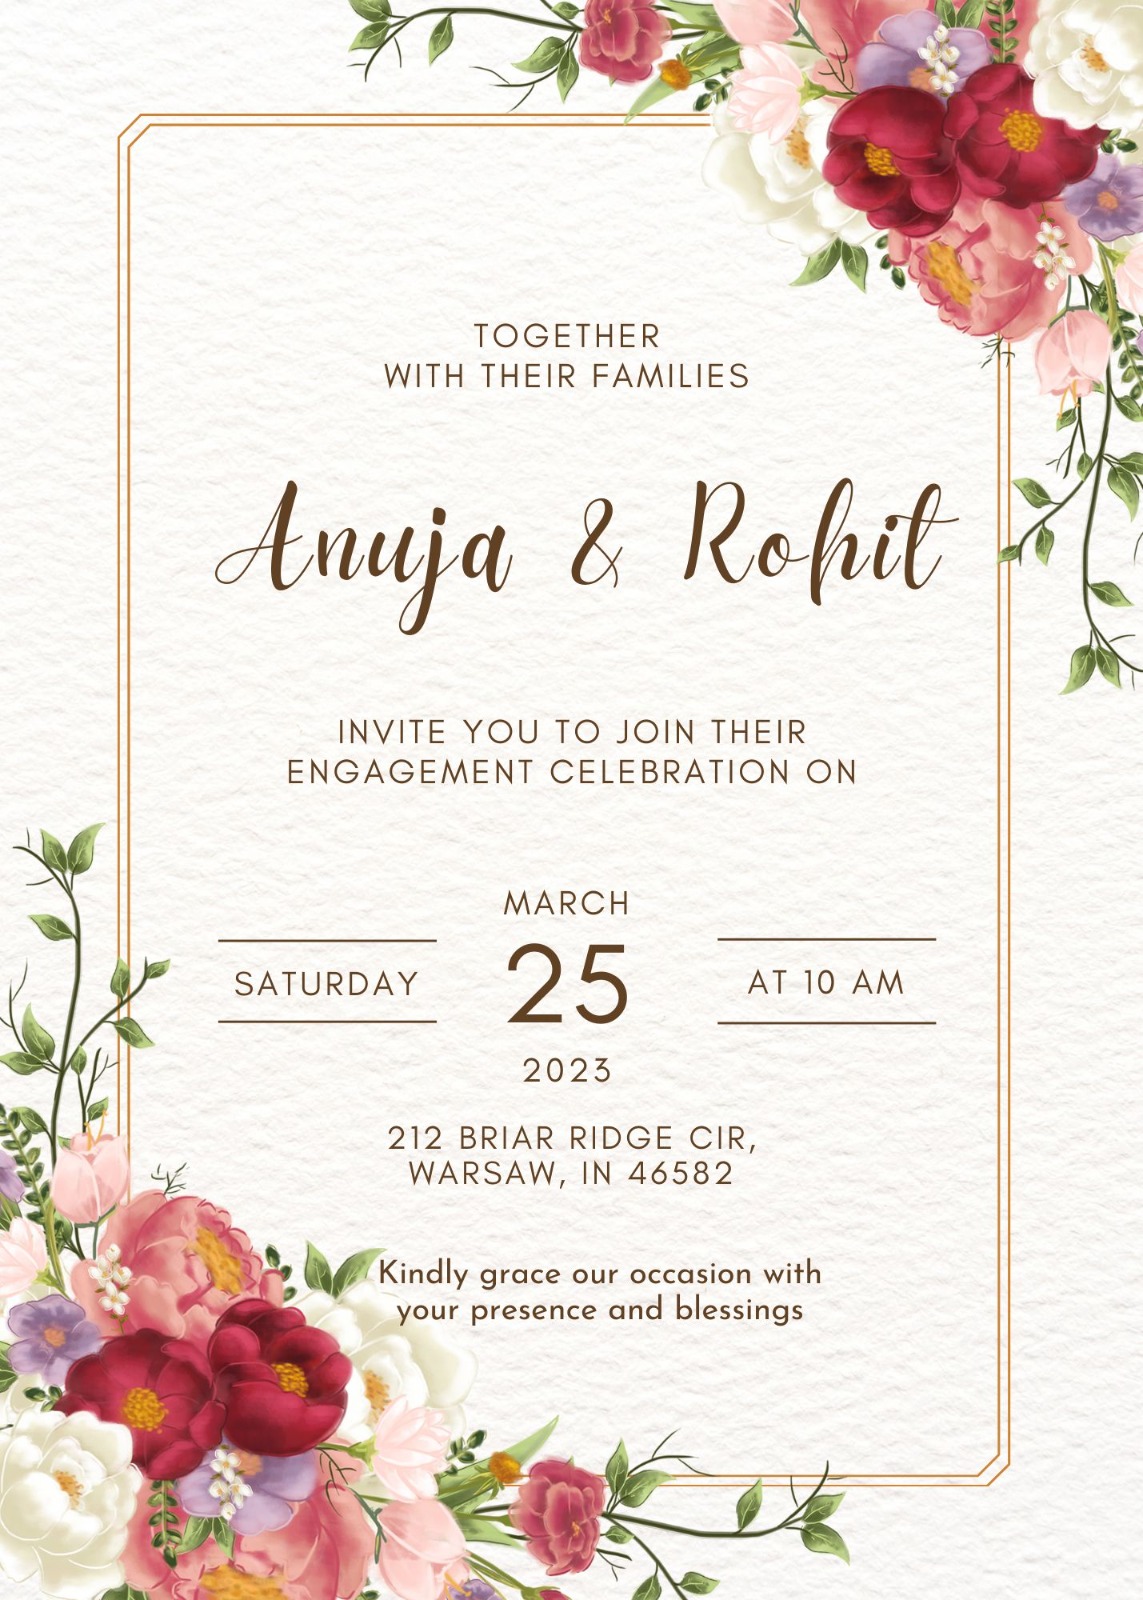 TOGETHER
WITH THEIR FAMILIES
Anuja & Rohit
INVITE YOU TO JOIN THEIR
ENGAGEMENT CELEBRATION ON
MARCH
SATURDAY
25
AT 10 AM
2023
212 BRIAR RIDGE CIR,
WARSAW, IN 46582
Kindly grace our occasion with
your presence and blessings